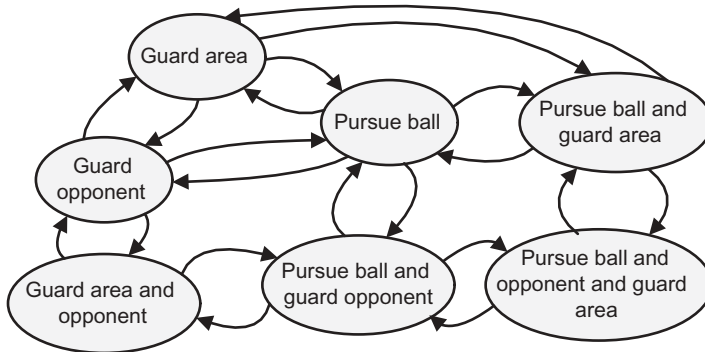 Guard area
Pursue ball
Pursue ball and
guard area
Guard
opponent
Guard area and
opponent
Pursue ball and
guard opponent
Pursue ball and
opponent and guard
area